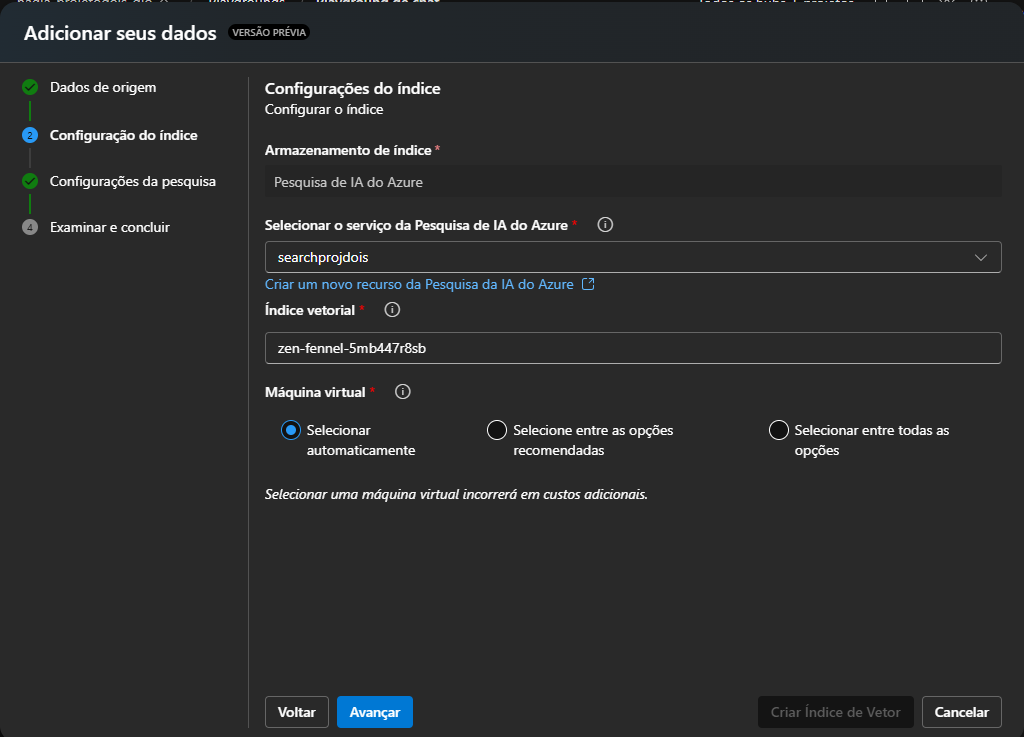 Adicionar seus dados VERSÃO PRÉVIA
Dados de origem
2 Configuração do índice
Configurações da pesquisa
4 Examinar e concluir
Configurações do índice
Configurar o índice
Armazenamento de índice *
Pesquisa de IA do Azure
Selecionar o serviço da Pesquisa de IA do Azure *
searchprojdois
Criar um novo recurso da Pesquisa da IA do Azure
Índice vetorial *
zen-fennel-5mb447r8sb
Máquina virtual *
Selecionar
automaticamente
Selecione entre as opções
recomendadas
Selecionar entre todas as
opções
Selecionar uma máquina virtual incorrerá em custos adicionais.
Voltar
Avançar
Criar Índice de Vetor
Cancelar